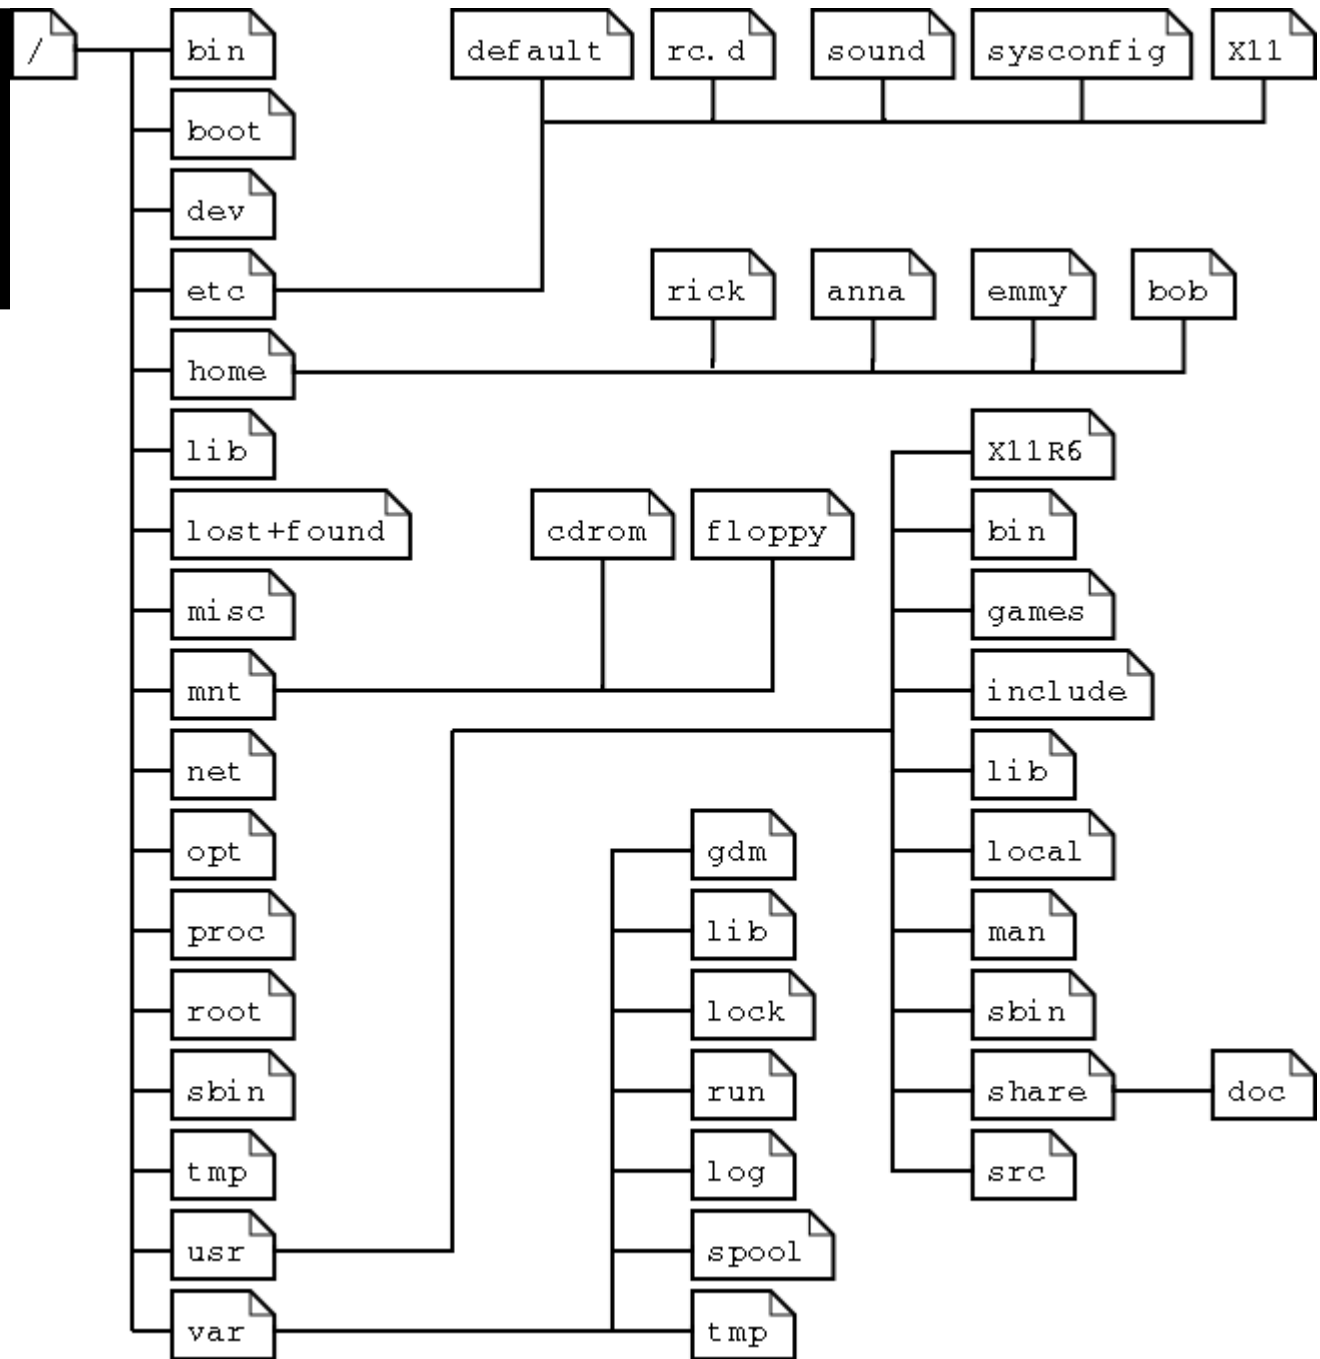 / bin default rc.d sound sysconfig X11
boot
dev
etc rick anna emmy bob
home
lib X11R6
lost+found cdrom floppy bin
misc games
mnt include
net lib
opt gdm local
proc lib man
root lock sbin
sbin run share doc
tmp log src
usr spool
var tmp